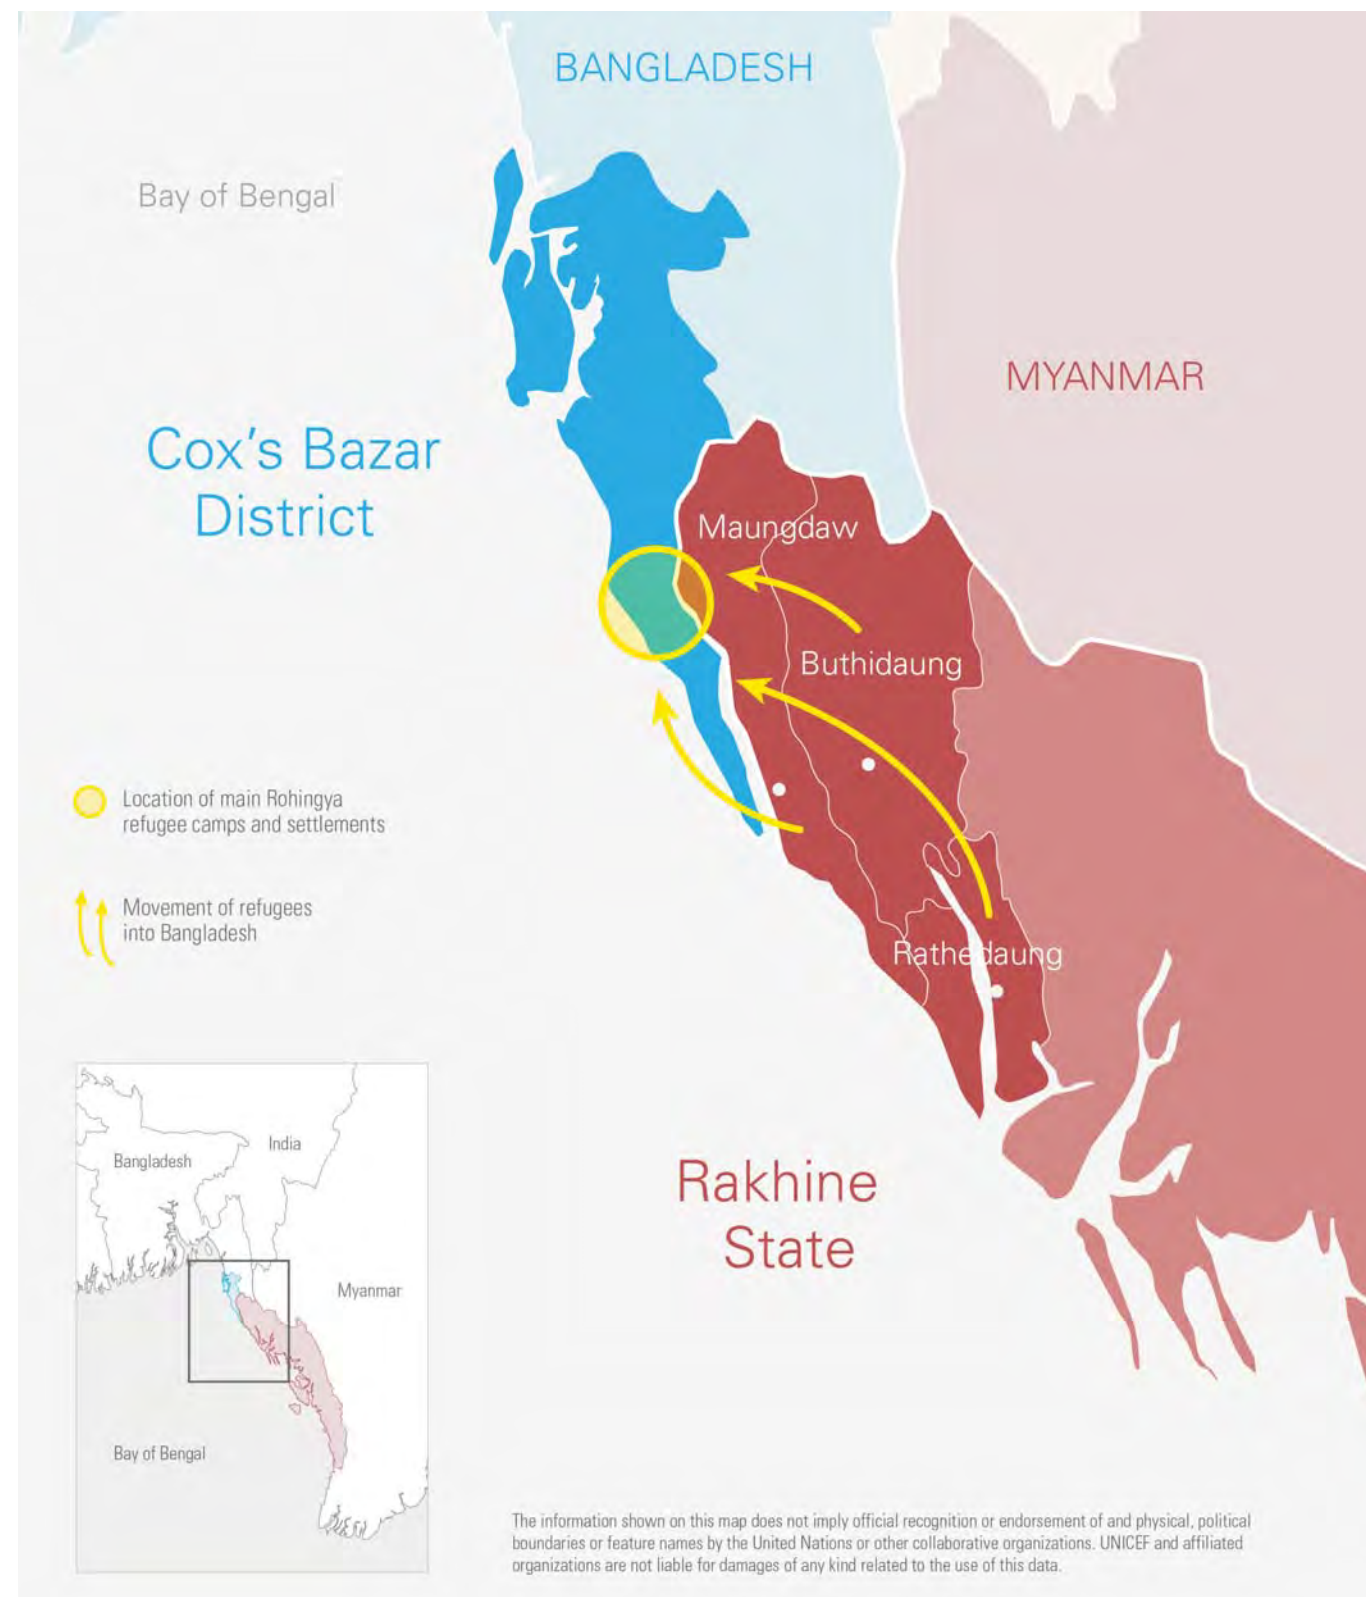 BANGLADESH
Bay of Bengal
MYANMAR
Cox's Bazar
District
Maungdaw
Buthidaung
Location of main Rohingya
refugee camps and settlements
Movement of refugees
into Bangladesh
Rathedaung
India
Bangladesh
Myanmar
Bay of Bengal
Rakhine
State
The information shown on this map does not imply official recognition or endorsement of and physical, political
boundaries or feature names by the United Nations or other collaborative organizations. UNICEF and affiliated
organizations are not liable for damages of any kind related to the use of this data.